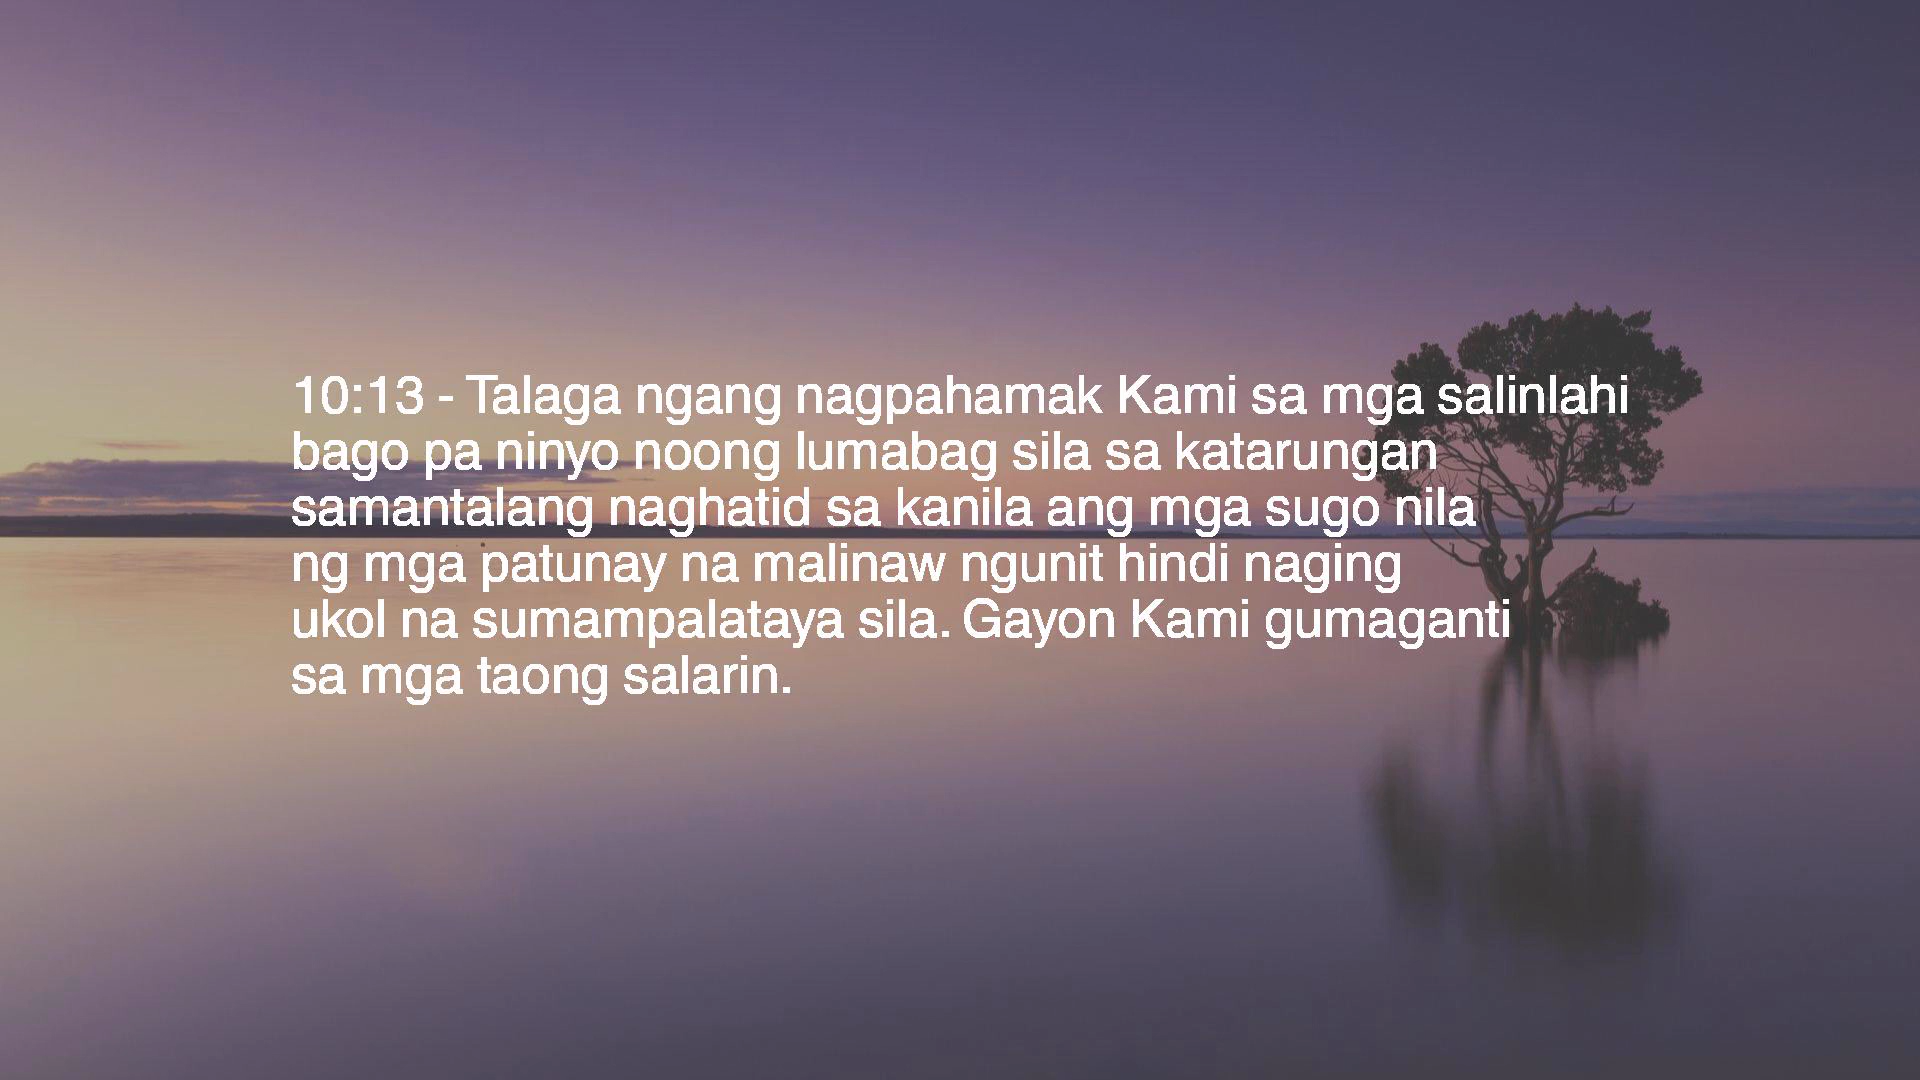 10:13 - Talaga ngang nagpahamak Kami sa mga salinlahi
bago pa ninyo noong lumabag sila sa katarungan
samantalang naghatid sa kanila ang mga sugo nila
ng mga patunay na malinaw ngunit hindi naging
ukol na sumampalataya sila. Gayon Kami gumaganti
sa mga taong salarin.